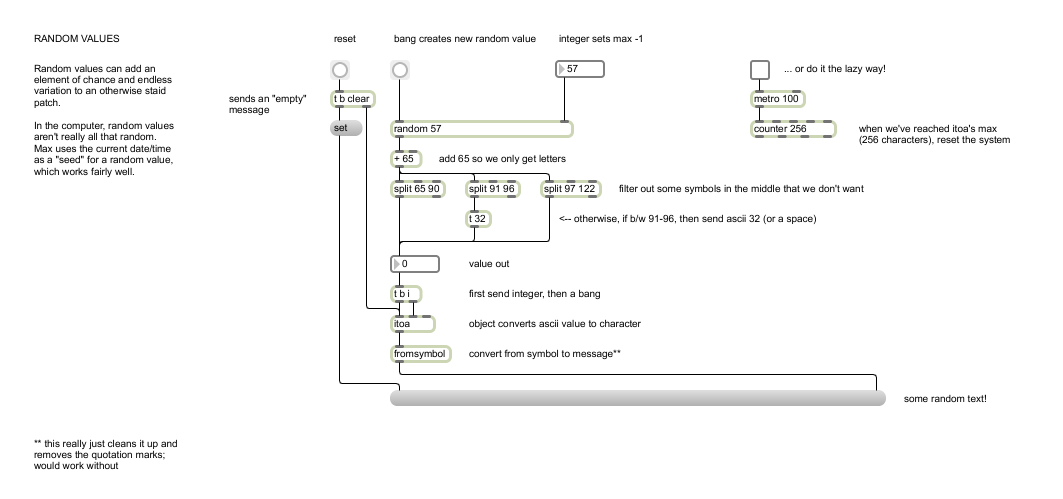 RANDOM VALUES
reset
bang creates new random value
integer sets max -1
Random values can add an
element of chance and endless
variation to an otherwise staid
patch.
In the computer, random values
aren't really all that random.
Max uses the current date/time
as a "seed" for a random value,
which works fairly well.
57
... or do it the lazy way!
sends an "empty"
message
t b clear
metro 100
set
random 57
counter 256
when we've reached itoa's max
(256 characters), reset the system
+ 65
add 65 so we only get letters
split 65 90
split 91 96
split 97 122
filter out some symbols in the middle that we don't want
t 32
<-- otherwise, if b/w 91-96, then send ascii 32 (or a space)
0
value out
t b i
first send integer, then a bang
itoa
object converts ascii value to character
fromsymbol
convert from symbol to message**
some random text!
** this really just cleans it up and
removes the quotation marks;
would work without